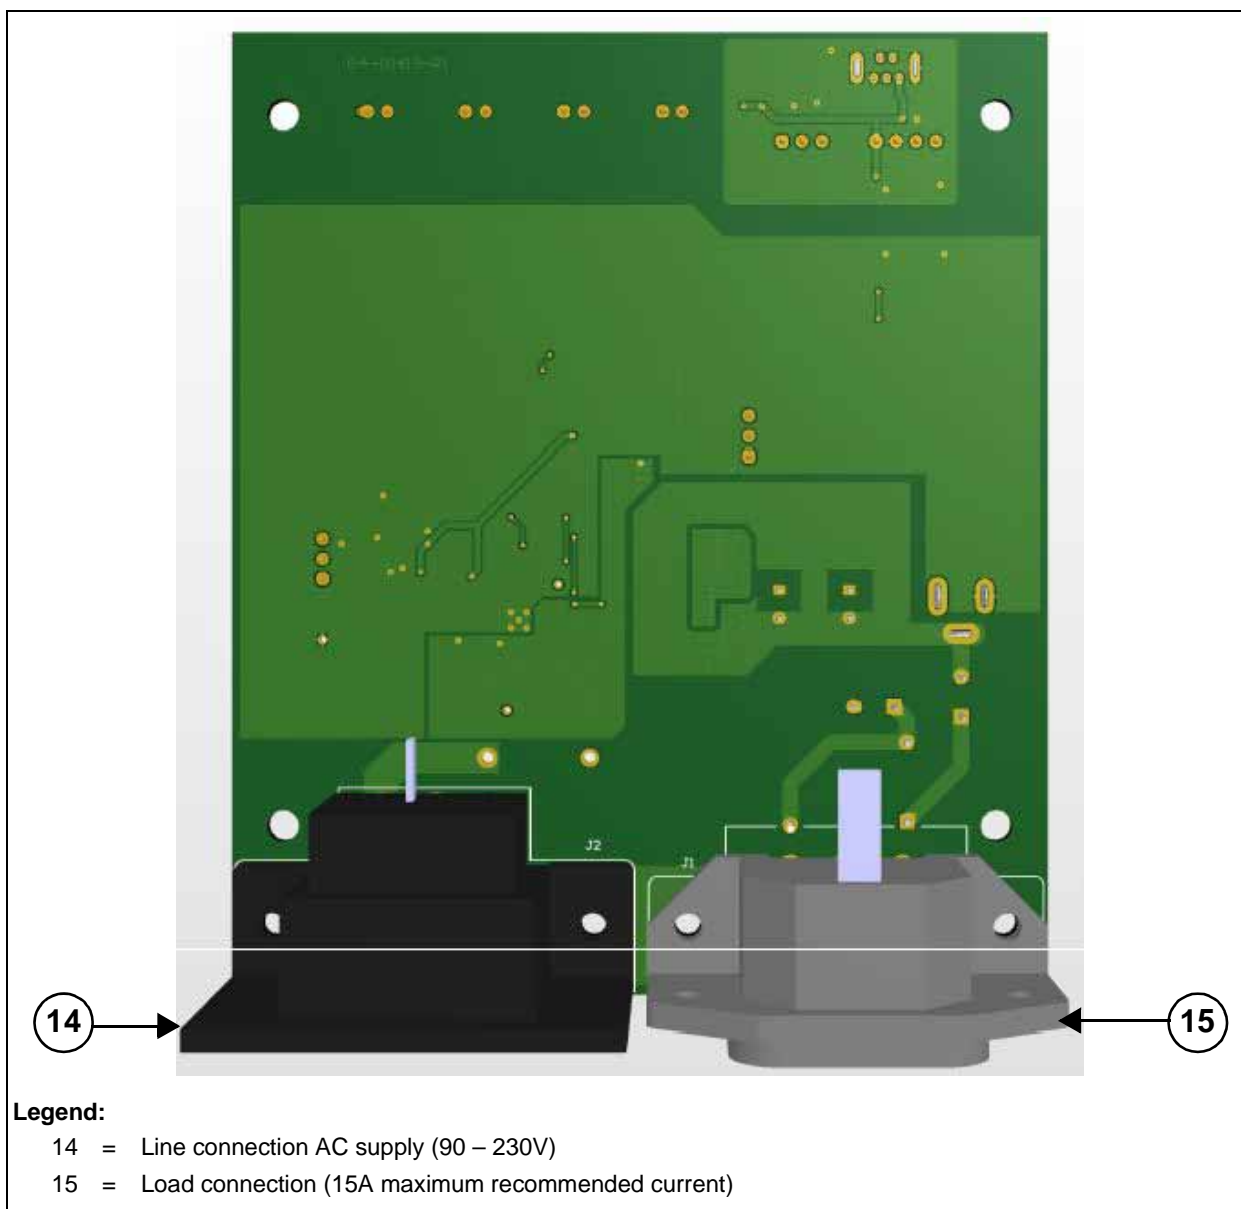 J2
J1
14
15
Legend:
14 = Line connection AC supply (90 – 230V)
15 = Load connection (15A maximum recommended current)